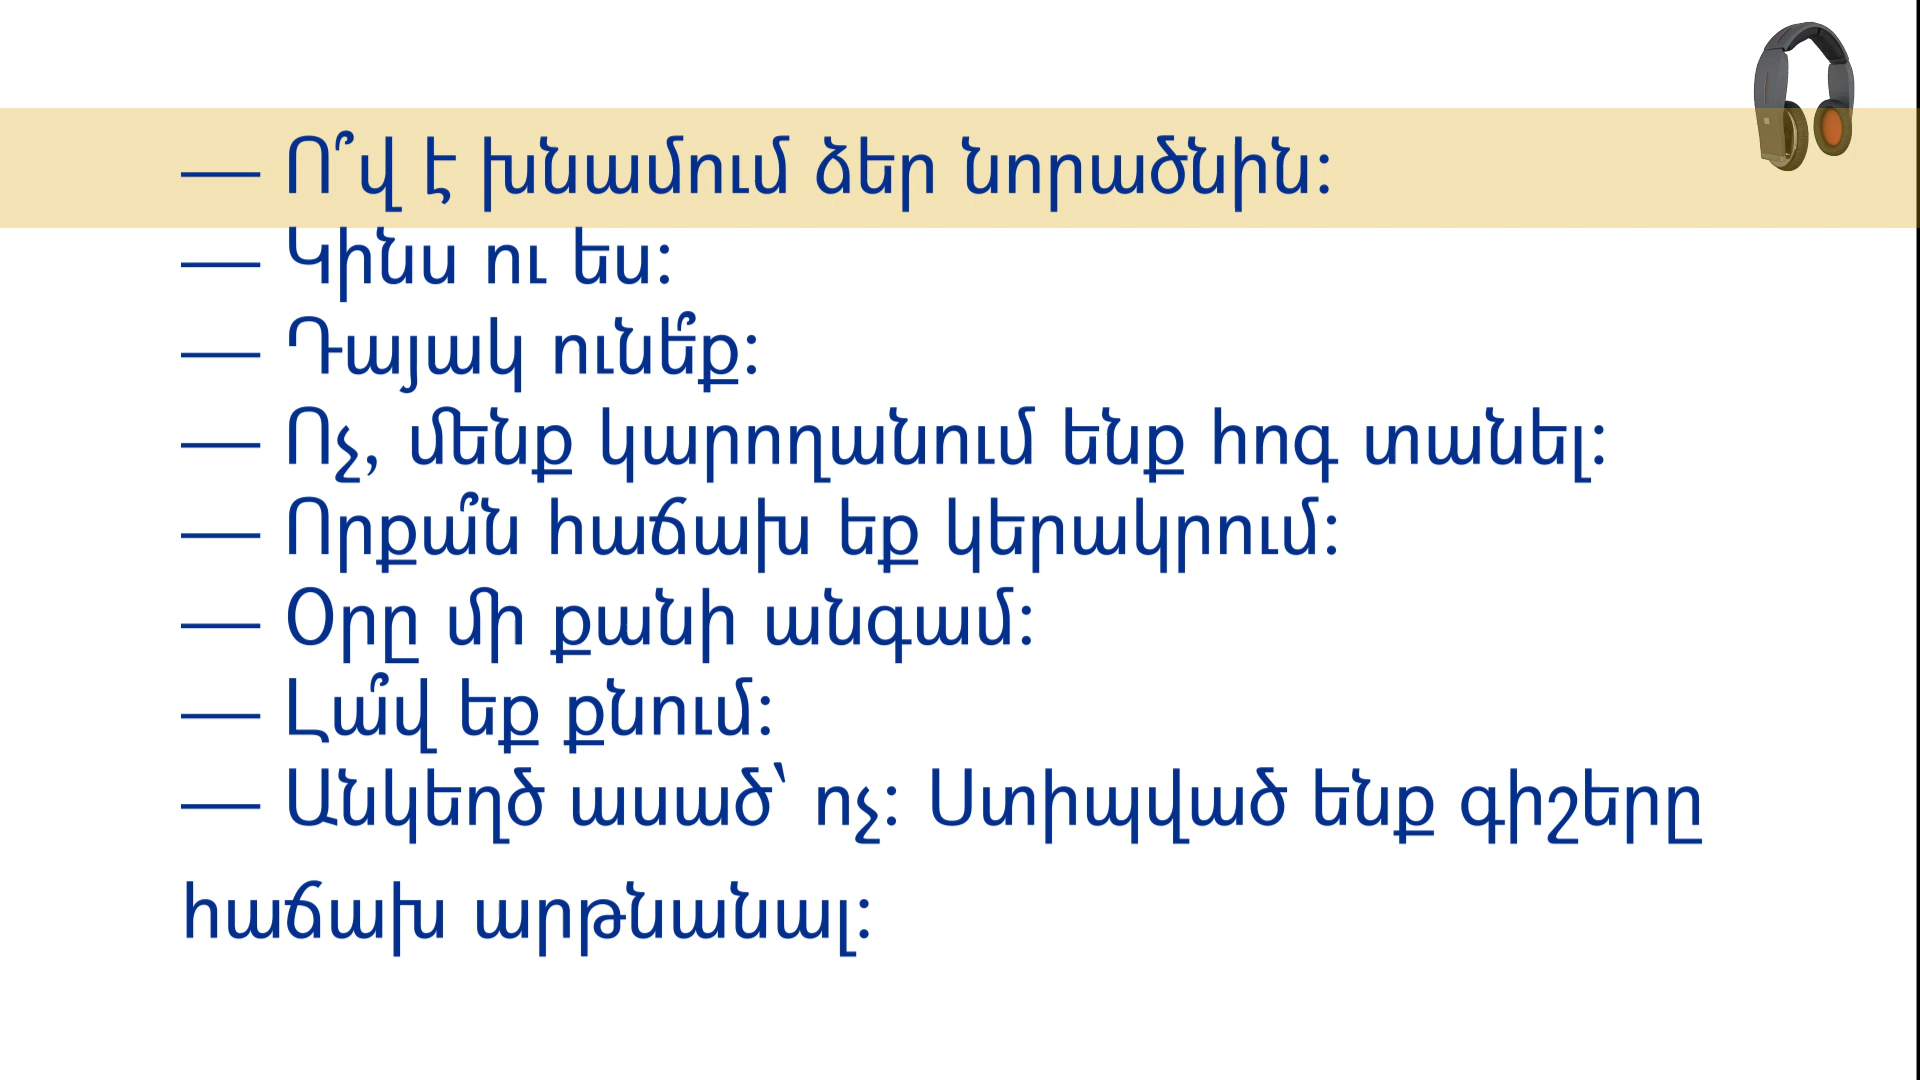 — Ո՞վ է խնամում ձեր նորածնին:
— Կինս ու ես:
— Դայակ ունե՞ք:
— Ոչ, մենք կարողանում ենք հոգ տանել:
— Որքա՞ն հաճախ եք կերակրում:
— Օրը մի քանի անգամ:
— Լա՞վ եք քնում:
— Անկեղծ ասած՝ ոչ: Ստիպված ենք գիշերը
հաճախ արթնանալ: